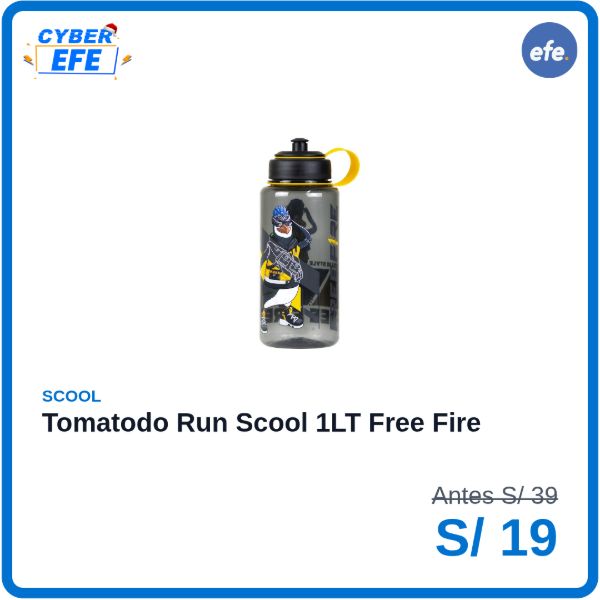 CYBER
EFE
efe.
SCOOL
Tomatodo Run Scool 1LT Free Fire
Antes S/ 39
S/ 19